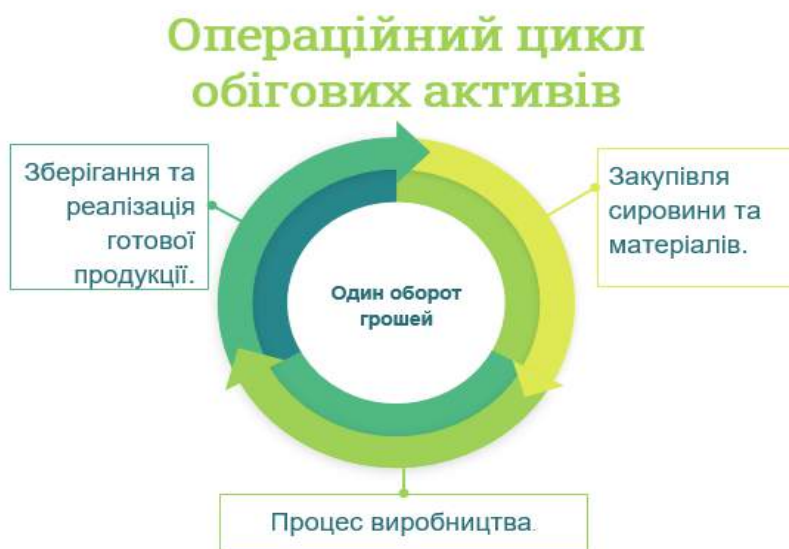 Операційний цикл
обігових активів
Зберігання та
реалізація
готової
продукції.
Закупівля
сировини та
матеріалів.
Один оборот
грошей
Процес виробництва.